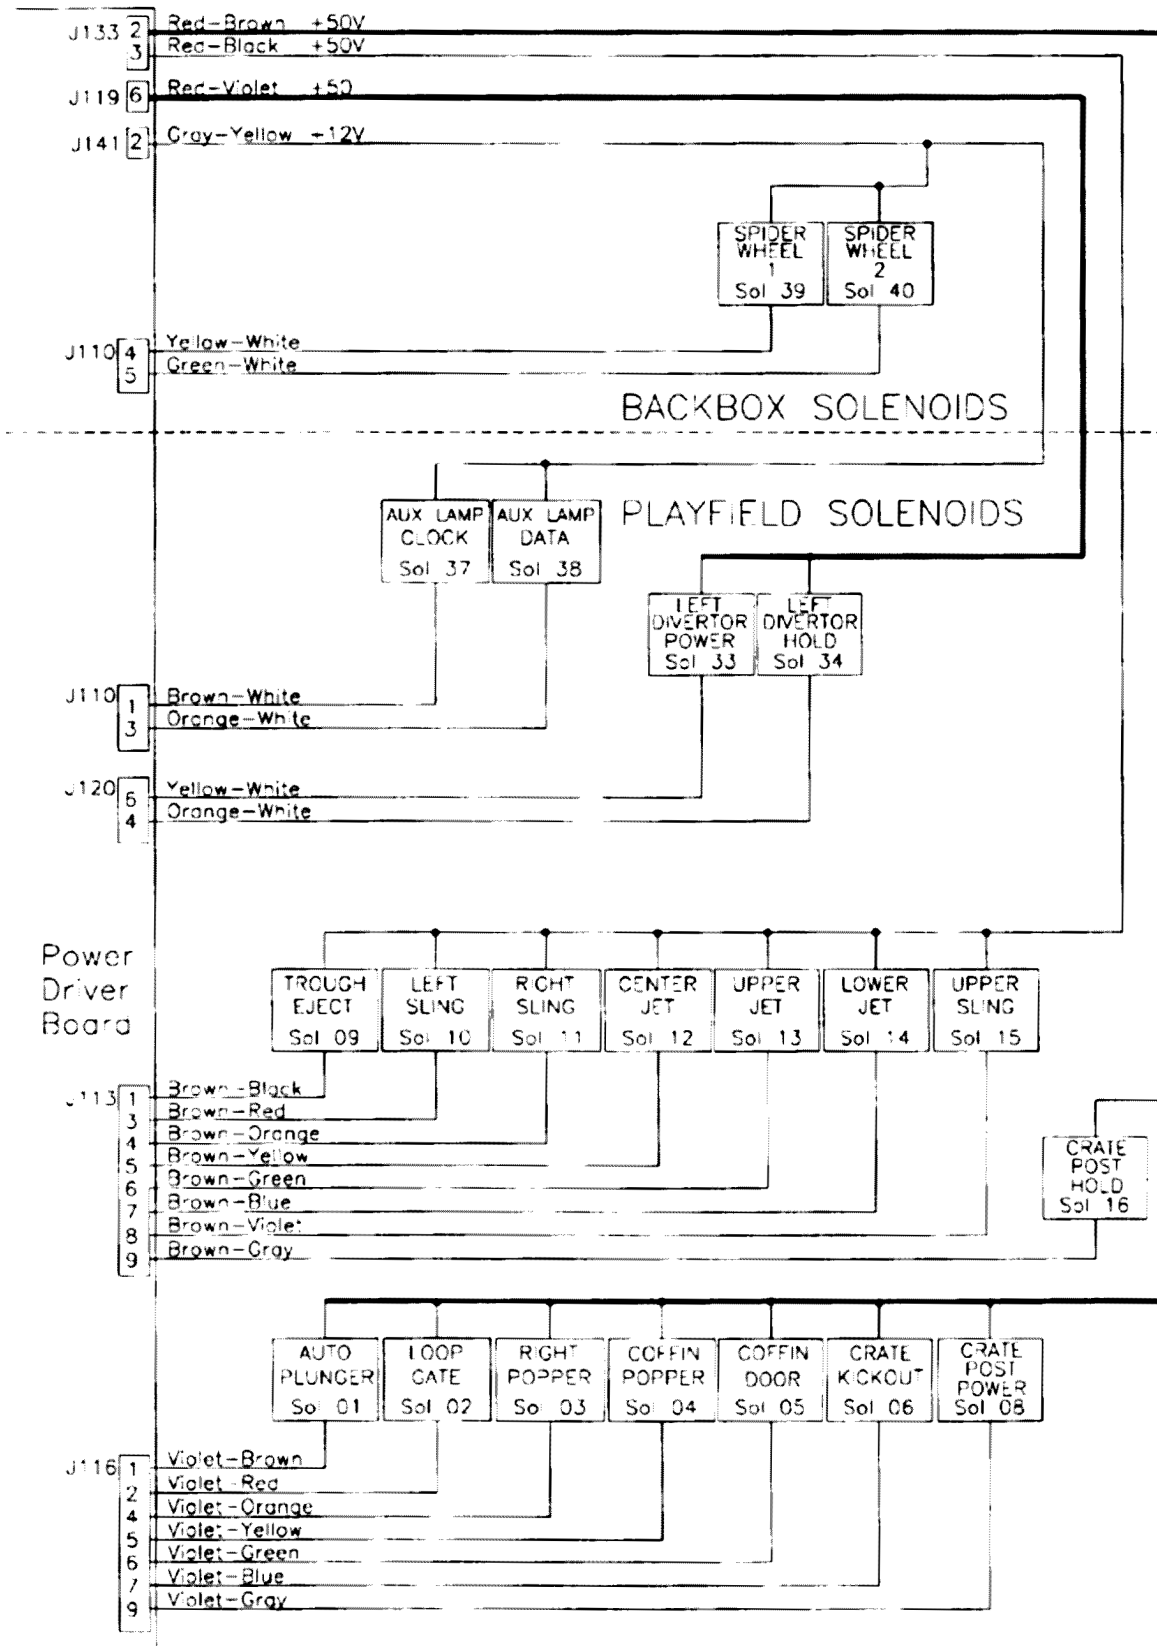 J133 2 Red-Brown +50V
3 Red-Black +50V
J119 6 Red-Violet +50
J141 2 Gray-Yellow +12V
SPIDER WHEEL 1 Sol 39
SPIDER WHEEL 2 Sol 40
J110 4 Yellow-White
5 Green-White
BACKBOX SOLENOIDS
PLAYFIELD SOLENOIDS
AUX LAMP CLOCK Sol 37
AUX LAMP DATA Sol 38
LEFT DIVERTOR POWER Sol 33
LEFT DIVERTOR HOLD Sol 34
J110 1 Brown-White
3 Orange-White
J120 6 Yellow-White
4 Orange-White
Power
Driver
Board
TROUGH EJECT Sol 09
LEFT SLING Sol 10
RIGHT SLING Sol 11
CENTER JET Sol 12
UPPER JET Sol 13
LOWER JET Sol 14
UPPER SLING Sol 15
J113 1 Brown-Black
3 Brown-Red
4 Brown-Orange
5 Brown-Yellow
6 Brown-Green
7 Brown-Blue
8 Brown-Violet
9 Brown-Gray
CRATE POST HOLD Sol 16
AUTO PLUNGER Sol 01
LOOP GATE Sol 02
RIGHT POPPER Sol 03
COFFIN POPPER Sol 04
COFFIN DOOR Sol 05
CRATE KICKOUT Sol 06
CRATE POST POWER Sol 08
J116 1 Violet-Brown
2 Violet-Red
4 Violet-Orange
5 Violet-Yellow
6 Violet-Green
7 Violet-Blue
9 Violet-Gray